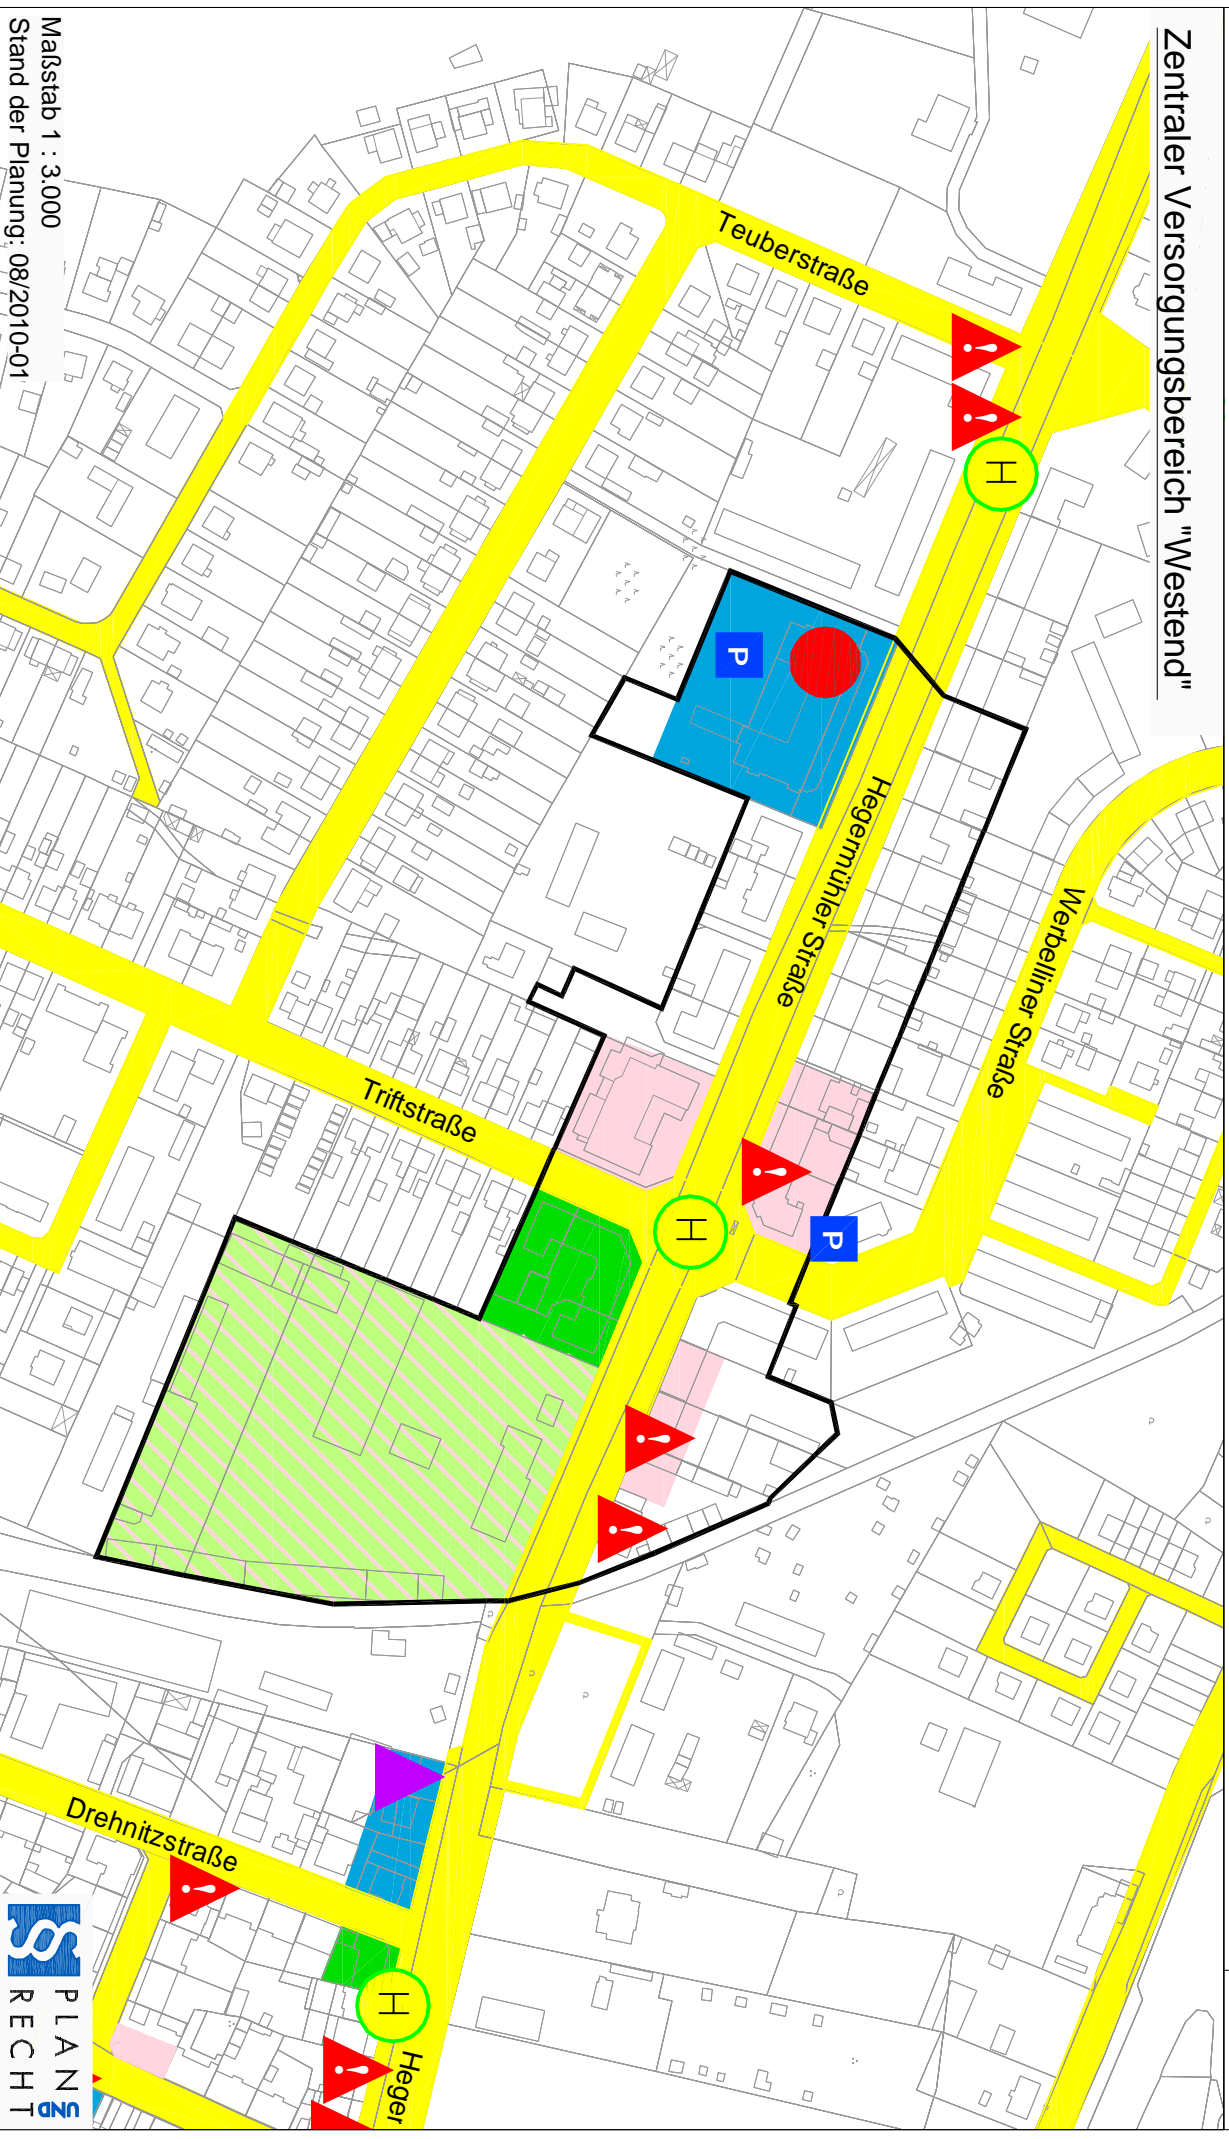 Zentraler Versorgungsbereich "Westend"
Teuberstraße
H
P
Hegermühler Straße
Werbelliner Straße
Triftstraße
H
P
Drehnitzstraße
H
Heger
Maßstab 1 : 3.000
Stand der Planung: 08/2010-01
PLAN UND
RECHT